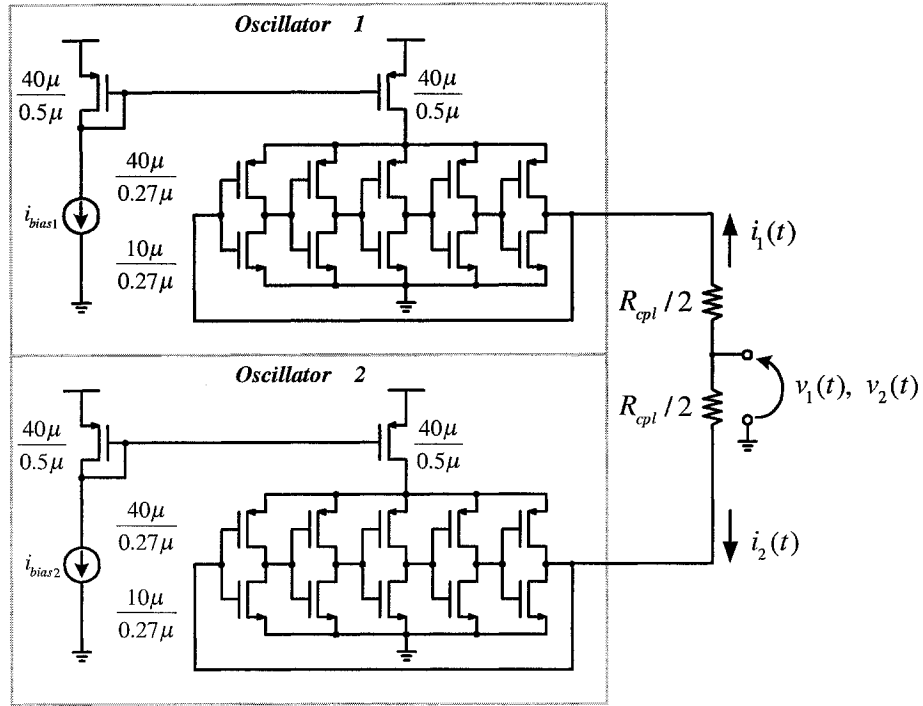 Oscillator 1
40μ
0.5μ
40μ
0.5μ
40μ
0.27μ
i_bias1
10μ
0.27μ
i_1(t)
R_cpl / 2
v_1(t), v_2(t)
R_cpl / 2
Oscillator 2
40μ
0.5μ
40μ
0.5μ
40μ
0.27μ
i_bias2
10μ
0.27μ
i_2(t)